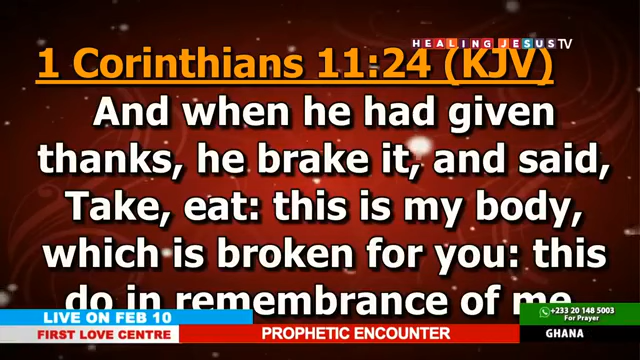 HEALING JESUS TV
1 Corinthians 11:24 (KJV)
And when he had given
thanks, he brake it, and said,
Take, eat: this is my body,
which is broken for you: this
do in remembrance of me.
LIVE ON FEB 10
FIRST LOVE CENTRE
PROPHETIC ENCOUNTER
+233 20 148 5003
For Prayer
GHANA